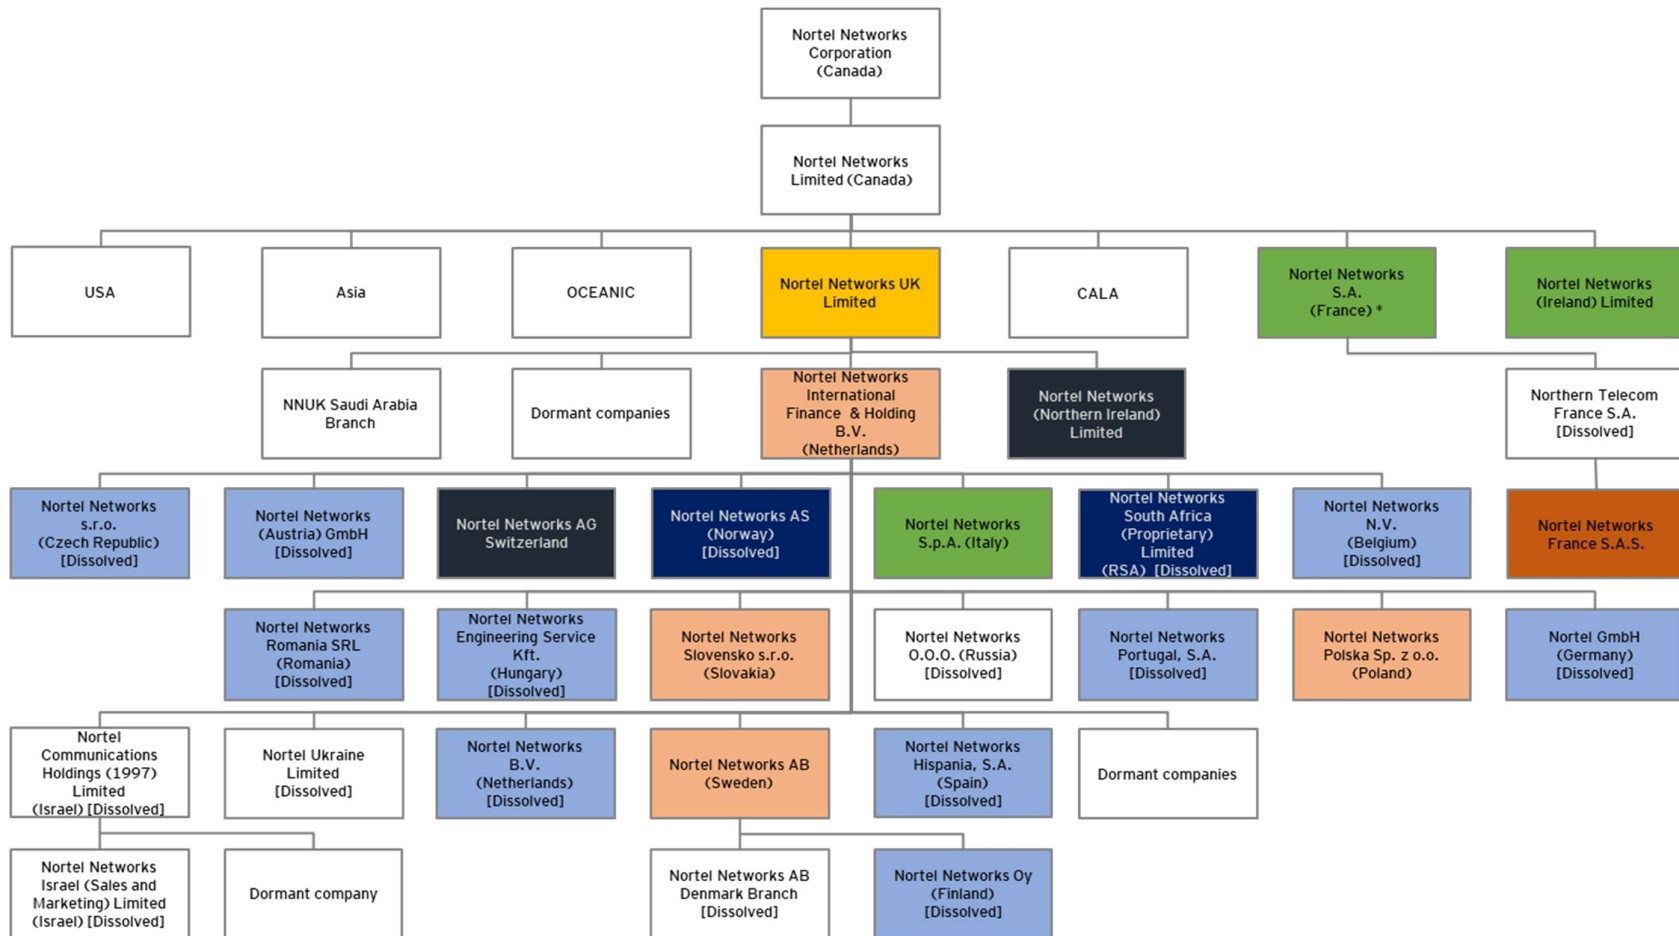 Nortel Networks
Corporation
(Canada)
Nortel Networks
Limited (Canada)
USA
Asia
OCEANIC
Nortel Networks UK
Limited
CALA
Nortel Networks
S.A.
(France) *
Nortel Networks
(Ireland) Limited
NNUK Saudi Arabia
Branch
Dormant companies
Nortel Networks
International
Finance & Holding
B.V.
(Netherlands)
Nortel Networks
(Northern Ireland)
Limited
Northern Telecom
France S.A.
[Dissolved]
Nortel Networks
s.r.o.
(Czech Republic)
[Dissolved]
Nortel Networks
(Austria) GmbH
[Dissolved]
Nortel Networks AG
Switzerland
Nortel Networks AS
(Norway)
[Dissolved]
Nortel Networks
S.p.A. (Italy)
Nortel Networks
South Africa
(Proprietary)
Limited
(RSA) [Dissolved]
Nortel Networks
N.V.
(Belgium)
[Dissolved]
Nortel Networks
France S.A.S.
Nortel Networks
Romania SRL
(Romania)
[Dissolved]
Nortel Networks
Engineering Service
Kft.
(Hungary)
[Dissolved]
Nortel Networks
Slovensko s.r.o.
(Slovakia)
Nortel Networks
O.O.O. (Russia)
[Dissolved]
Nortel Networks
Portugal, S.A.
[Dissolved]
Nortel Networks
Polska Sp. z o.o.
(Poland)
Nortel GmbH
(Germany)
[Dissolved]
Nortel
Communications
Holdings (1997)
Limited
(Israel) [Dissolved]
Nortel Ukraine
Limited
[Dissolved]
Nortel Networks
B.V.
(Netherlands)
[Dissolved]
Nortel Networks AB
(Sweden)
Nortel Networks
Hispania, S.A.
(Spain)
[Dissolved]
Dormant companies
Nortel Networks
Israel (Sales and
Marketing) Limited
(Israel) [Dissolved]
Dormant company
Nortel Networks AB
Denmark Branch
[Dissolved]
Nortel Networks Oy
(Finland)
[Dissolved]